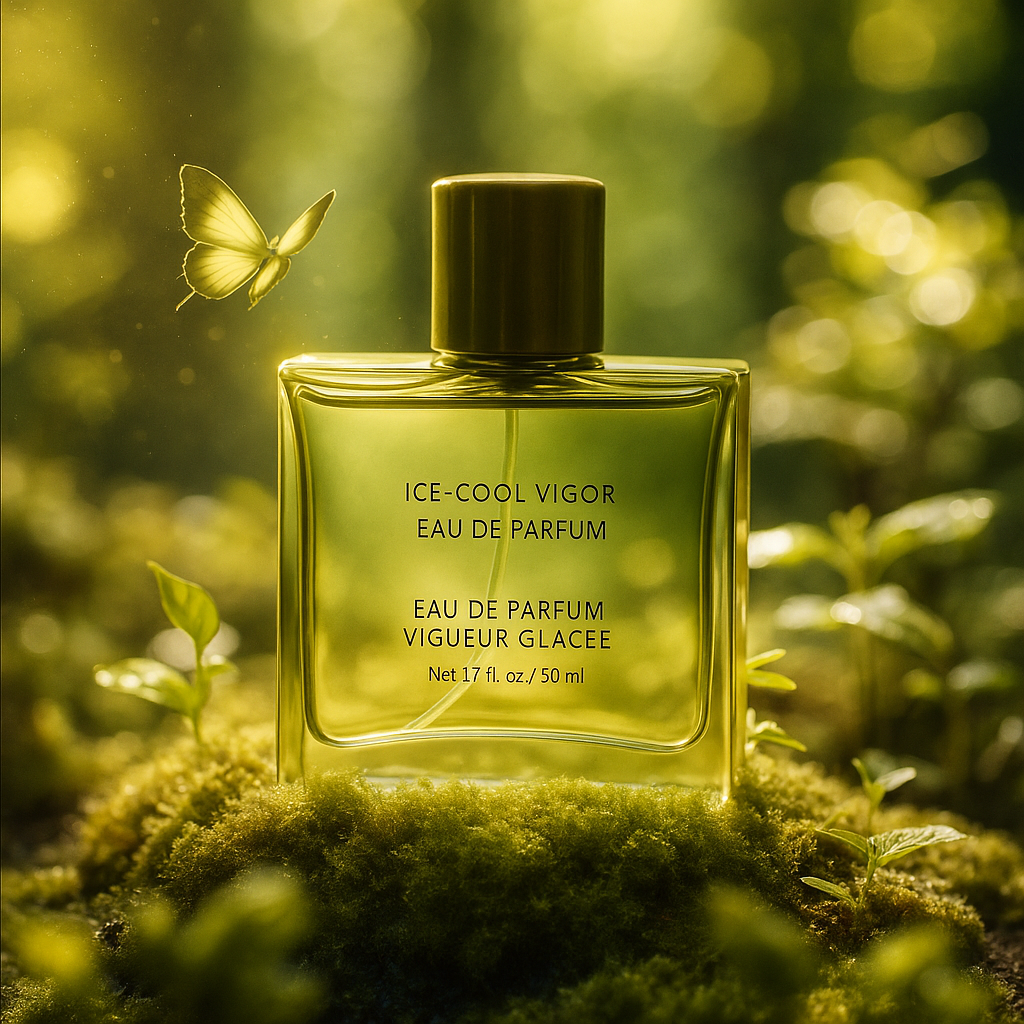 ICE-COOL VIGOR
EAU DE PARFUM
EAU DE PARFUM
VIGUEUR GLACEE
Net 17 fl. oz./ 50 ml